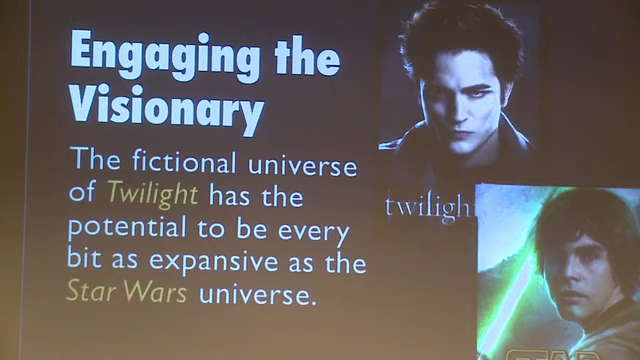 Engaging the
Visionary
The fictional universe
of Twilight has the
potential to be every
bit as expansive as the
Star Wars universe.
twilight
STAR